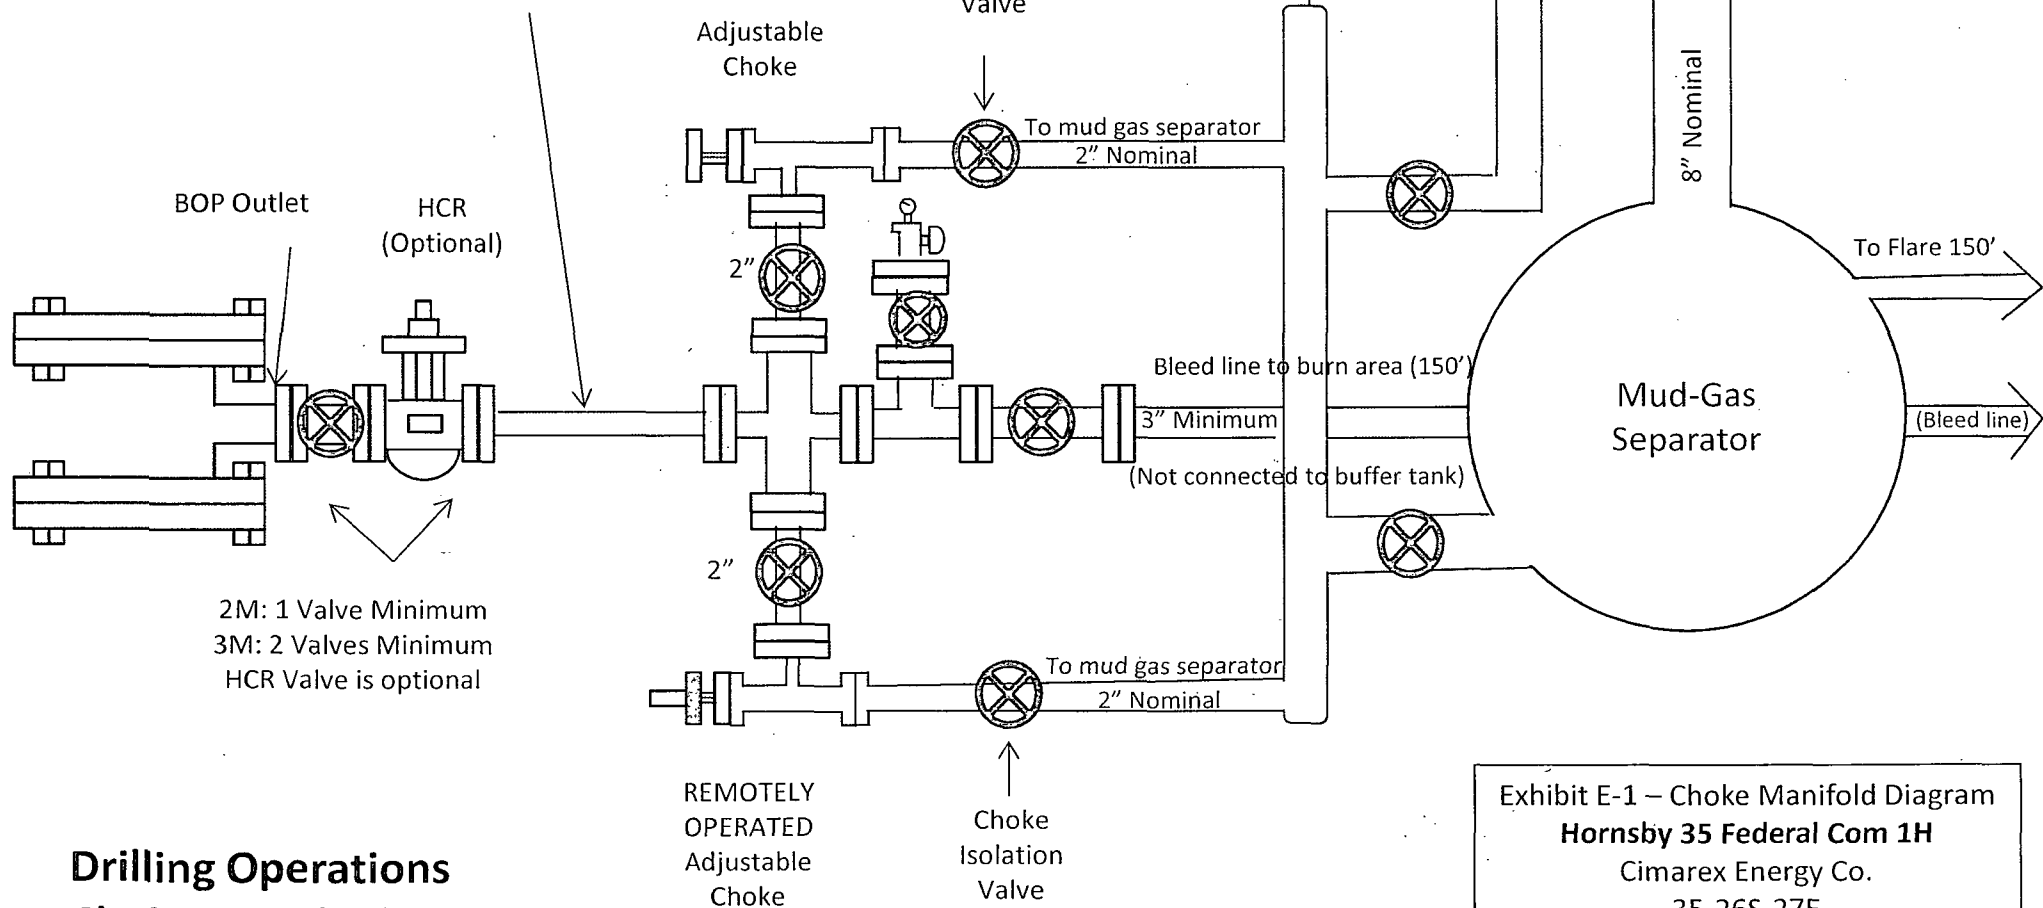 Valve
Adjustable
Choke
8” Nominal
To mud gas separator
2” Nominal
BOP Outlet
HCR
(Optional)
2”
To Flare 150’
Bleed line to burn area (150’)
3” Minimum
(Not connected to buffer tank)
Mud-Gas
Separator
(Bleed line)
2”
2M: 1 Valve Minimum
3M: 2 Valves Minimum
HCR Valve is optional
To mud gas separator
2” Nominal
REMOTELY
OPERATED
Adjustable
Choke
Choke
Isolation
Valve
Drilling Operations
Exhibit E-1 – Choke Manifold Diagram
Hornsby 35 Federal Com 1H
Cimarex Energy Co.